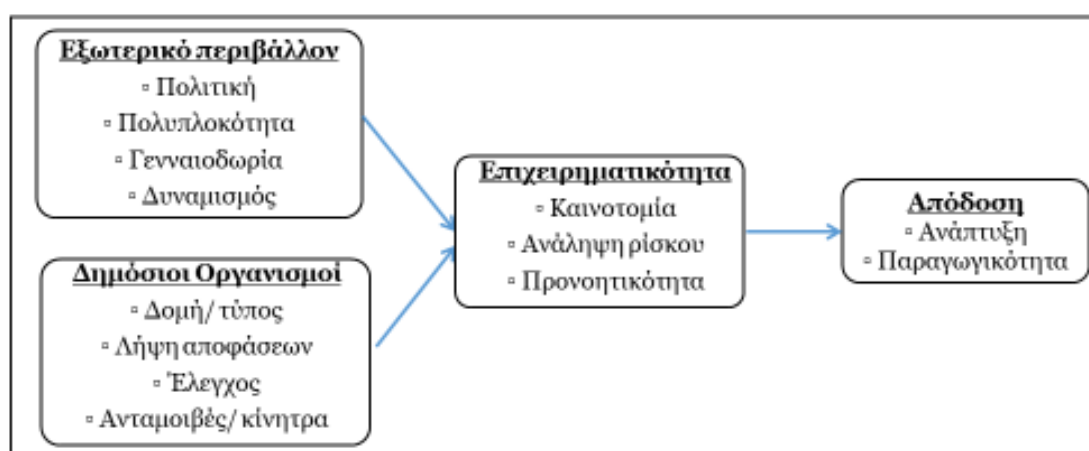 Εξωτερικό περιβάλλον
▫ Πολιτική
▫ Πολυπλοκότητα
▫ Γενναιοδωρία
▫ Δυναμισμός
Δημόσιοι Οργανισμοί
▫ Δομή/ τύπος
▫ Λήψη αποφάσεων
▫ Έλεγχος
▫ Ανταμοιβές/ κίνητρα
Επιχειρηματικότητα
▫ Καινοτομία
▫ Ανάληψη ρίσκου
▫ Προνοητικότητα
Απόδοση
▫ Ανάπτυξη
▫ Παραγωγικότητα